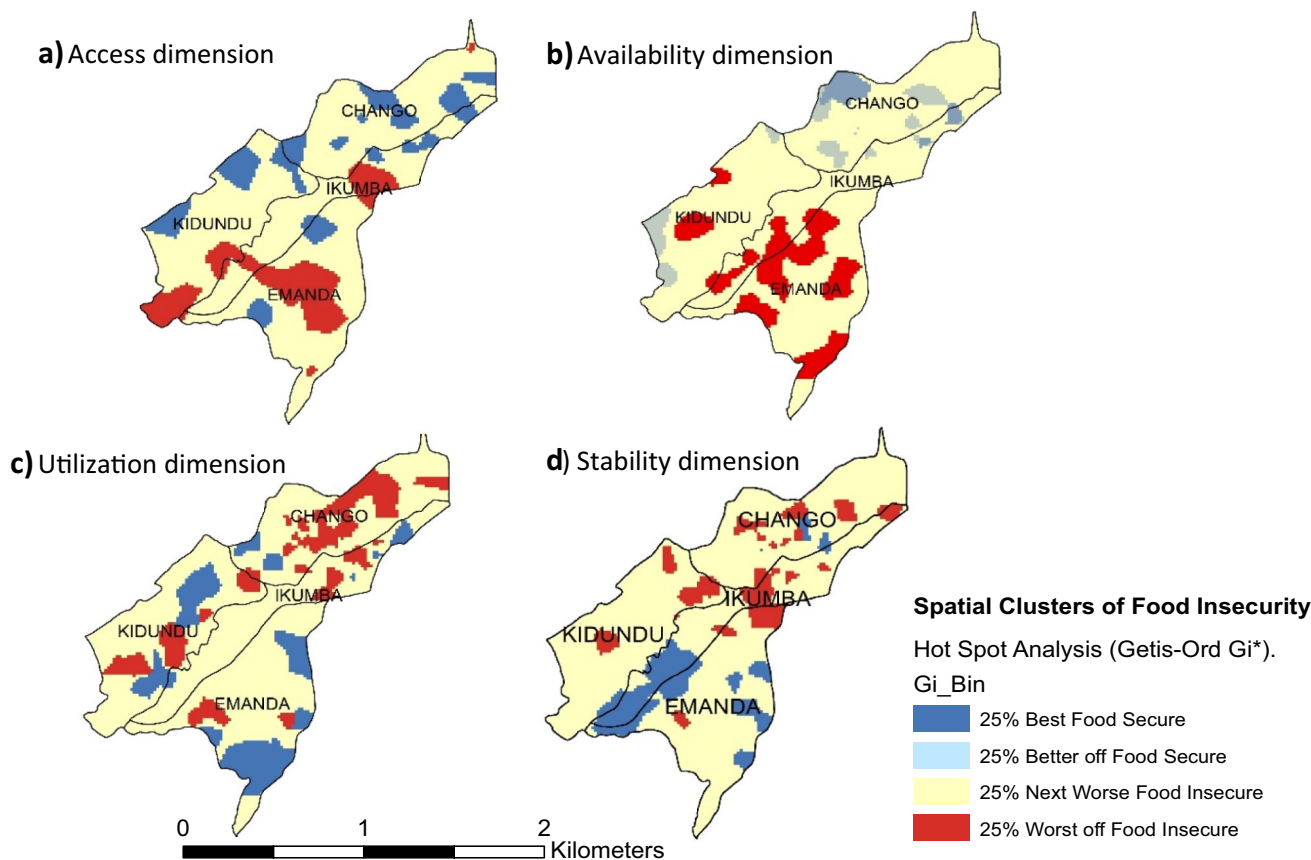 a) Access dimension
CHANGO
IKUMBA
KIDUNDU
EMANDA
b) Availability dimension
CHANGO
IKUMBA
KIDUNDU
EMANDA
c) Utilization dimension
CHANGO
IKUMBA
KIDUNDU
EMANDA
d) Stability dimension
CHANGO
IKUMBA
KIDUNDU
EMANDA
0 1 2
Kilometers
Spatial Clusters of Food Insecurity
Hot Spot Analysis (Getis-Ord Gi*).
Gi_Bin
25% Best Food Secure
25% Better off Food Secure
25% Next Worse Food Insecure
25% Worst off Food Insecure